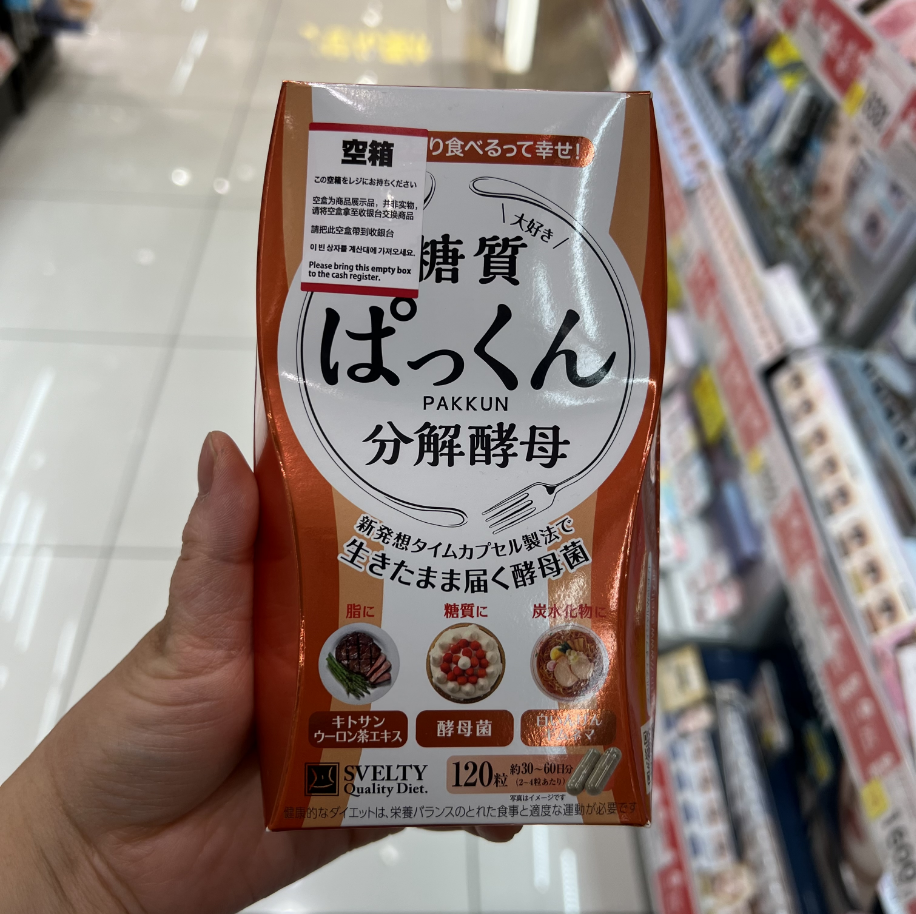 空箱
この空箱をレジにお持ちください
空盒为商品展示品，并非实物，
请将空盒拿至收银台交换商品
請把此空盒帶到收銀台
이 빈 상자를 계산대에 가져오세요.
Please bring this empty box
to the cash register.
り食べるって幸せ!
大好き
糖質
ぱっくん
PAKKUN
分解酵母
新発想タイムカプセル製法で
生きたまま届く酵母菌
脂に
糖質に
炭水化物に
キトサン
ウーロン茶エキス
酵母菌
SVELTY
Quality Diet.
120粒
約30~60日分
(2~4粒あたり)
写真はイメージです
健康的なダイエットは、栄養バランスのとれた食事と適度な運動が必要です